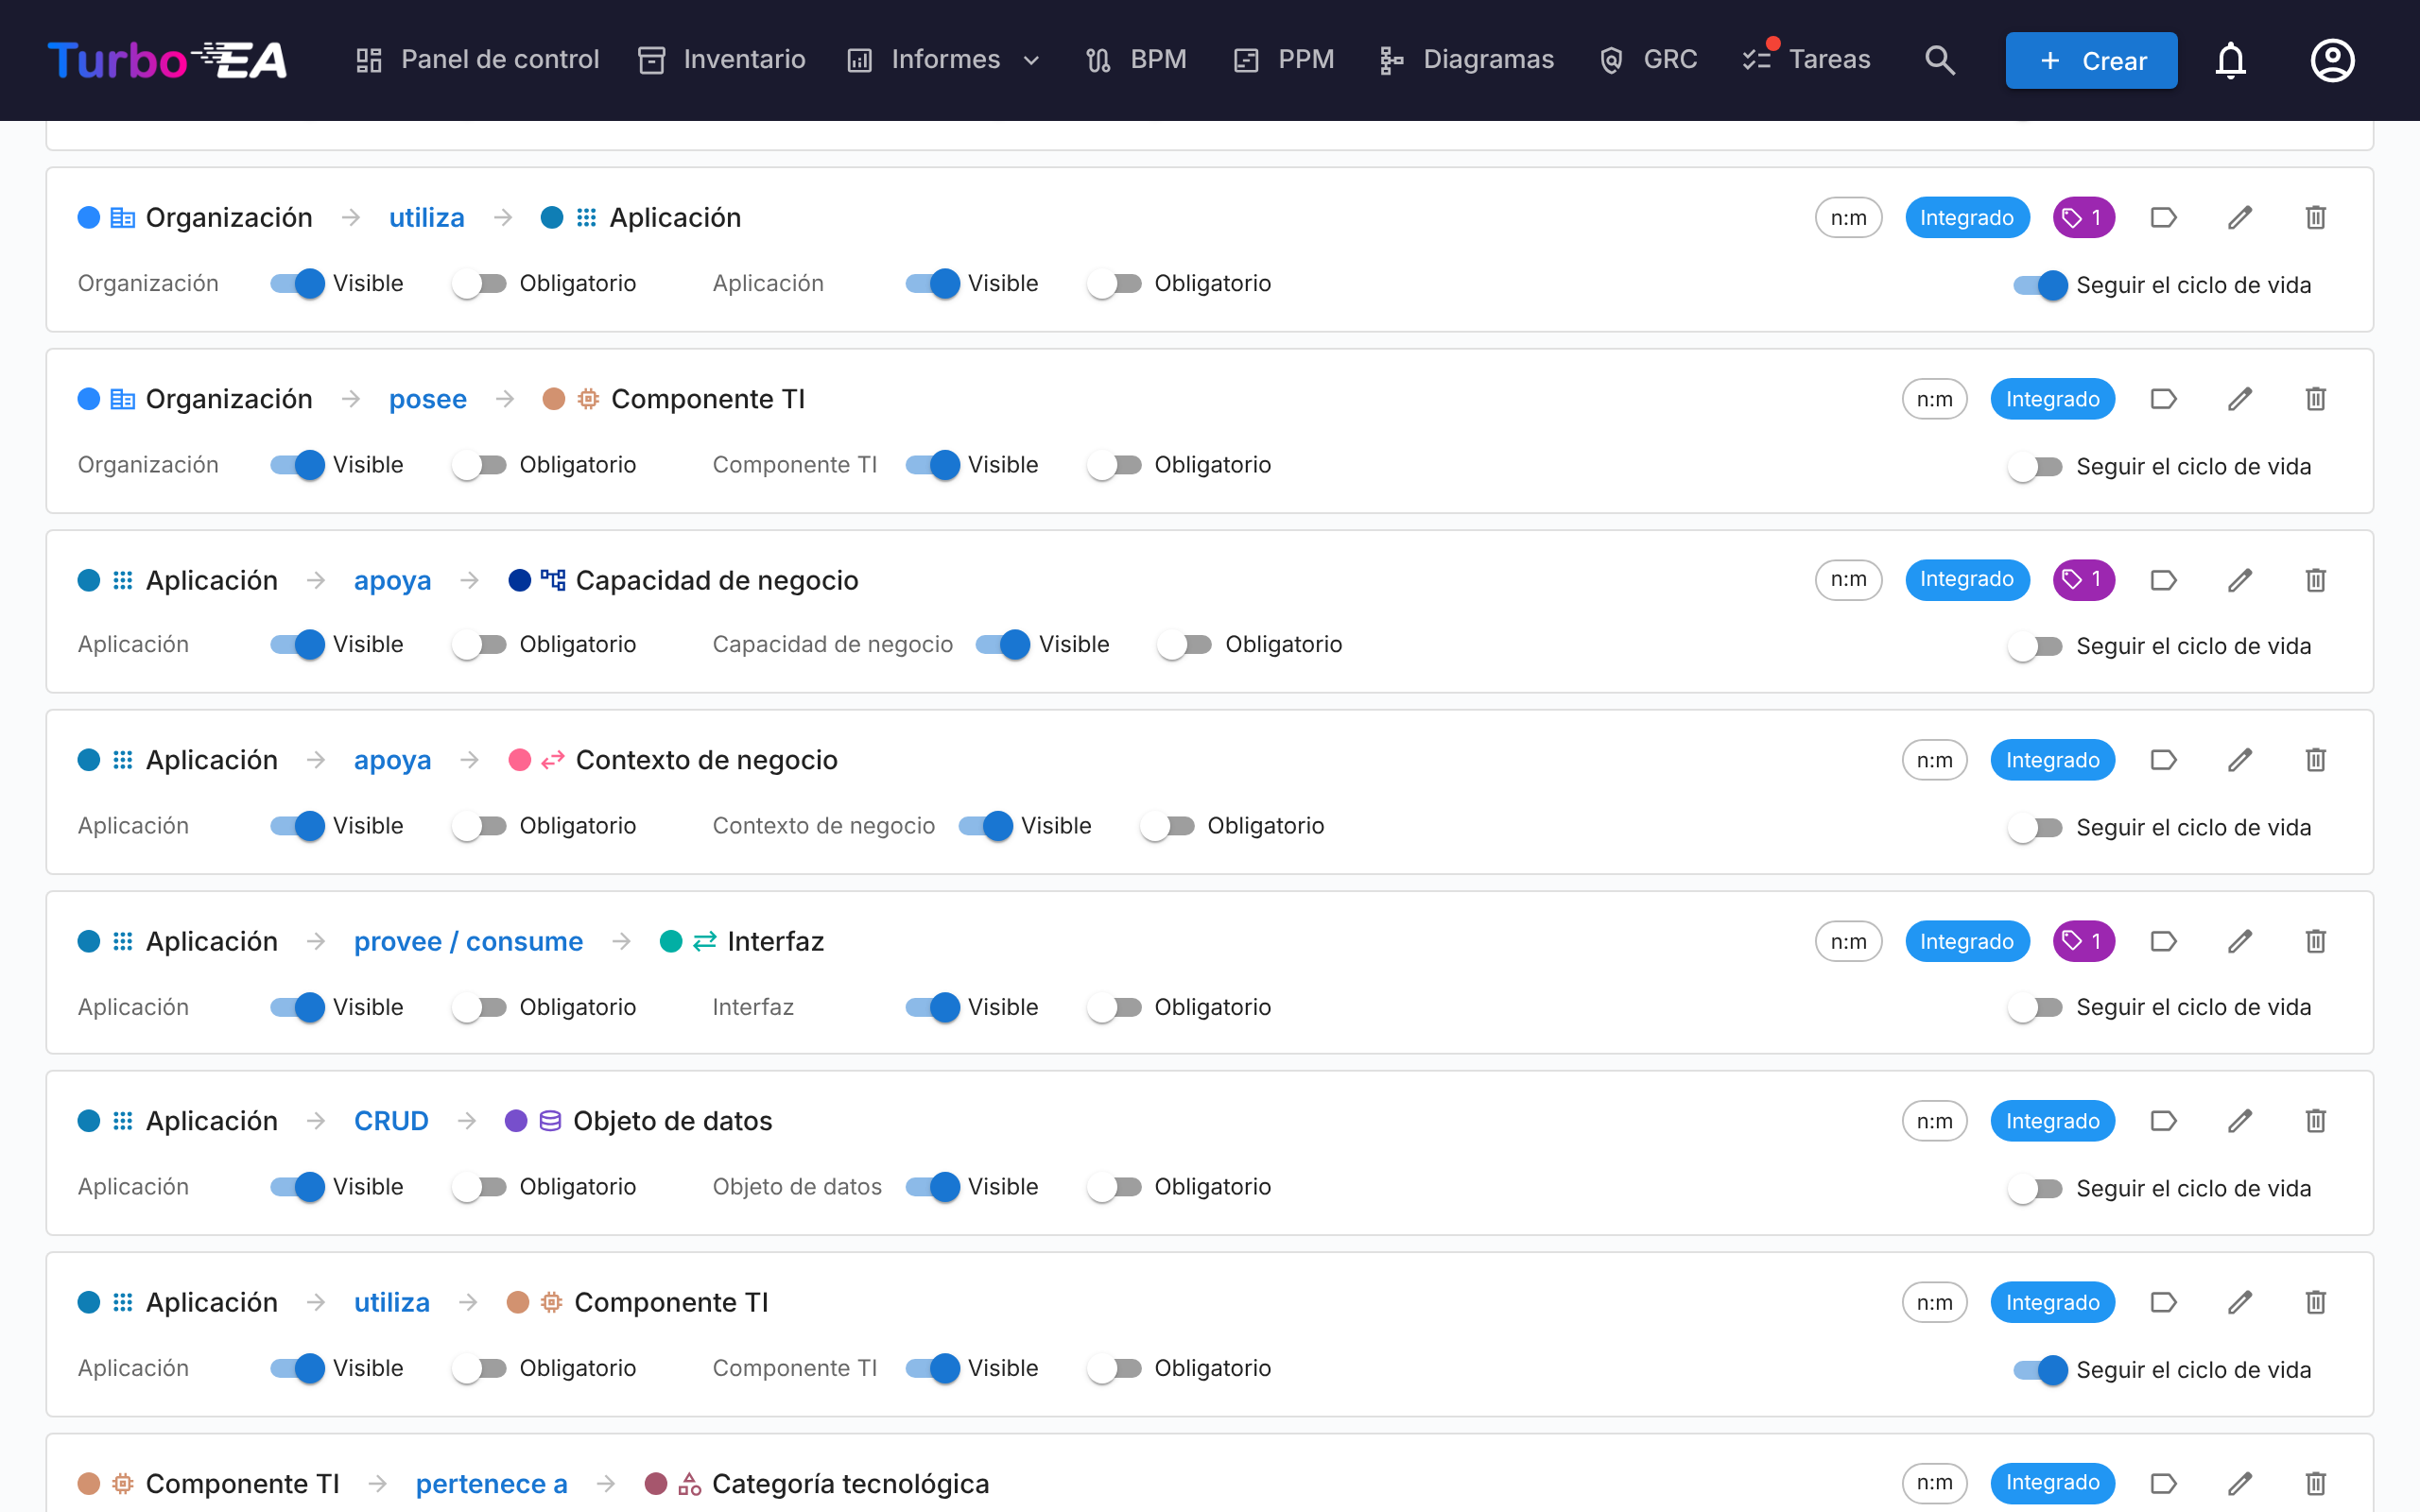 Turbo EA Panel de control Inventario Informes BPM PPM Diagramas GRC Tareas Crear
Organización utiliza Aplicación n:m Integrado 1
Organización Visible Obligatorio Aplicación Visible Obligatorio Seguir el ciclo de vida
Organización posee Componente TI n:m Integrado
Organización Visible Obligatorio Componente TI Visible Obligatorio Seguir el ciclo de vida
Aplicación apoya Capacidad de negocio n:m Integrado 1
Aplicación Visible Obligatorio Capacidad de negocio Visible Obligatorio Seguir el ciclo de vida
Aplicación apoya Contexto de negocio n:m Integrado
Aplicación Visible Obligatorio Contexto de negocio Visible Obligatorio Seguir el ciclo de vida
Aplicación provee / consume Interfaz n:m Integrado 1
Aplicación Visible Obligatorio Interfaz Visible Obligatorio Seguir el ciclo de vida
Aplicación CRUD Objeto de datos n:m Integrado
Aplicación Visible Obligatorio Objeto de datos Visible Obligatorio Seguir el ciclo de vida
Aplicación utiliza Componente TI n:m Integrado
Aplicación Visible Obligatorio Componente TI Visible Obligatorio Seguir el ciclo de vida
Componente TI pertenece a Categoría tecnológica n:m Integrado